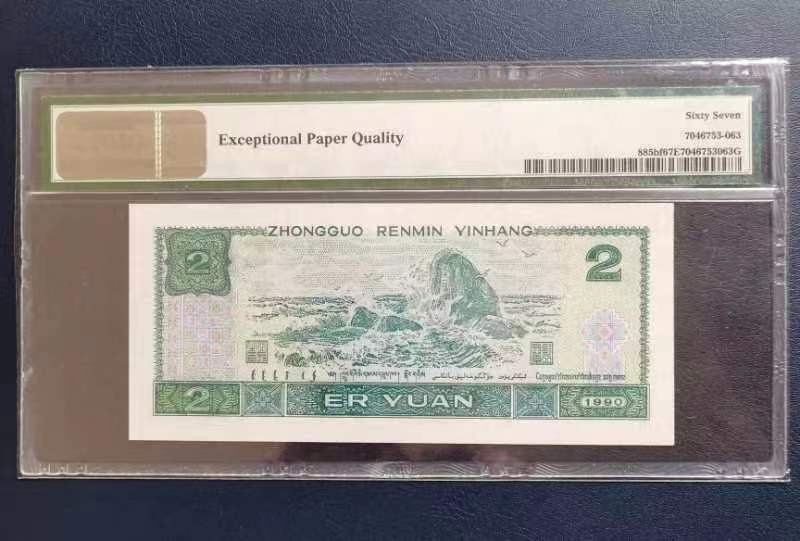 Exceptional Paper Quality
Sixty Seven
7046753-063
885bf67E7046753063G
ZHONGGUO RENMIN YINHANG
2
2
2
ER YUAN
1990